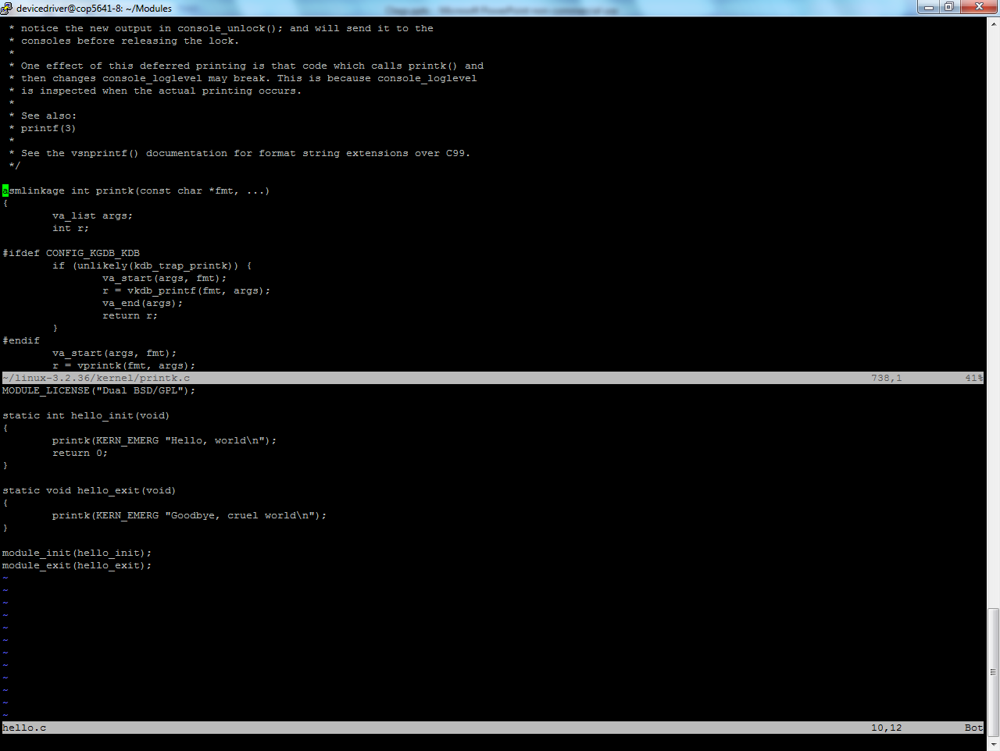 devicedriver@cop5641-8: ~/Modules
 * notice the new output in console_unlock(); and will send it to the
 * consoles before releasing the lock.
 *
 * One effect of this deferred printing is that code which calls printk() and
 * then changes console_loglevel may break. This is because console_loglevel
 * is inspected when the actual printing occurs.
 *
 * See also:
 * printf(3)
 *
 * See the vsnprintf() documentation for format string extensions over C99.
 */
asmlinkage int printk(const char *fmt, ...)
{
        va_list args;
        int r;
#ifdef CONFIG_KGDB_KDB
        if (unlikely(kdb_trap_printk)) {
                va_start(args, fmt);
                r = vkdb_printf(fmt, args);
                va_end(args);
                return r;
        }
#endif
        va_start(args, fmt);
        r = vprintk(fmt, args);
~/linux-3.2.36/kernel/printk.c 738,1 41%
MODULE_LICENSE("Dual BSD/GPL");
static int hello_init(void)
{
        printk(KERN_EMERG "Hello, world\n");
        return 0;
}
static void hello_exit(void)
{
        printk(KERN_EMERG "Goodbye, cruel world\n");
}
module_init(hello_init);
module_exit(hello_exit);
~
~
~
~
~
~
~
~
~
~
~
~
hello.c 10,12 Bot